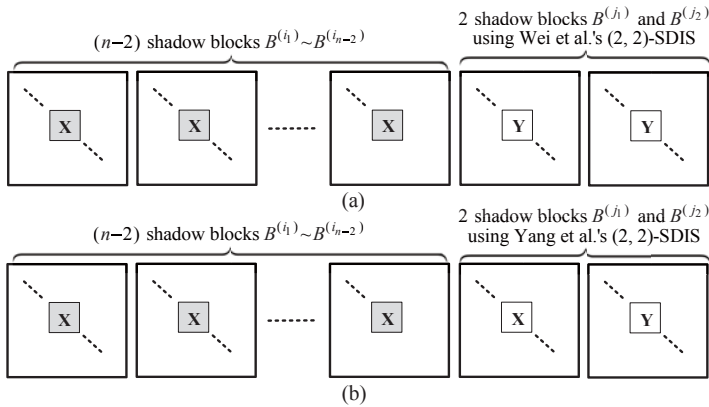 (n−2) shadow blocks B^(i₁)~B^(iₙ₋₂)
2 shadow blocks B^(j₁) and B^(j₂)
using Wei et al.'s (2, 2)-SDIS
X X X Y Y
(a)
(n−2) shadow blocks B^(i₁)~B^(iₙ₋₂)
2 shadow blocks B^(j₁) and B^(j₂)
using Yang et al.'s (2, 2)-SDIS
X X X X Y
(b)